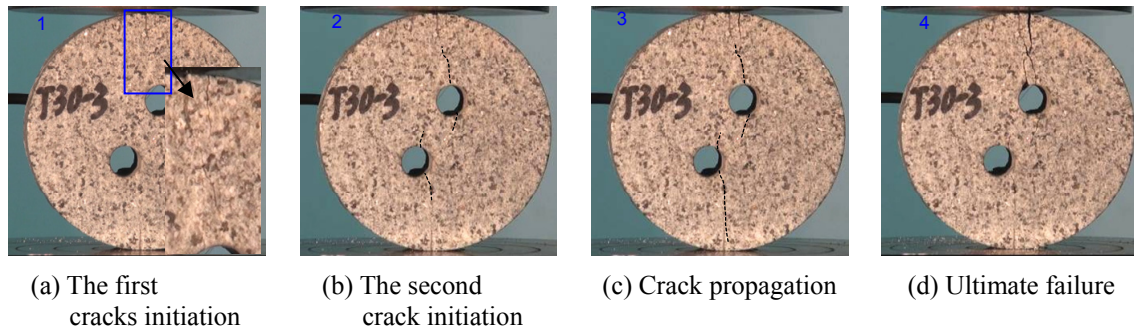 1
2
3
4
T30-3
T30-3
T30-3
T30-3
(a) The first
cracks initiation
(b) The second
crack initiation
(c) Crack propagation
(d) Ultimate failure